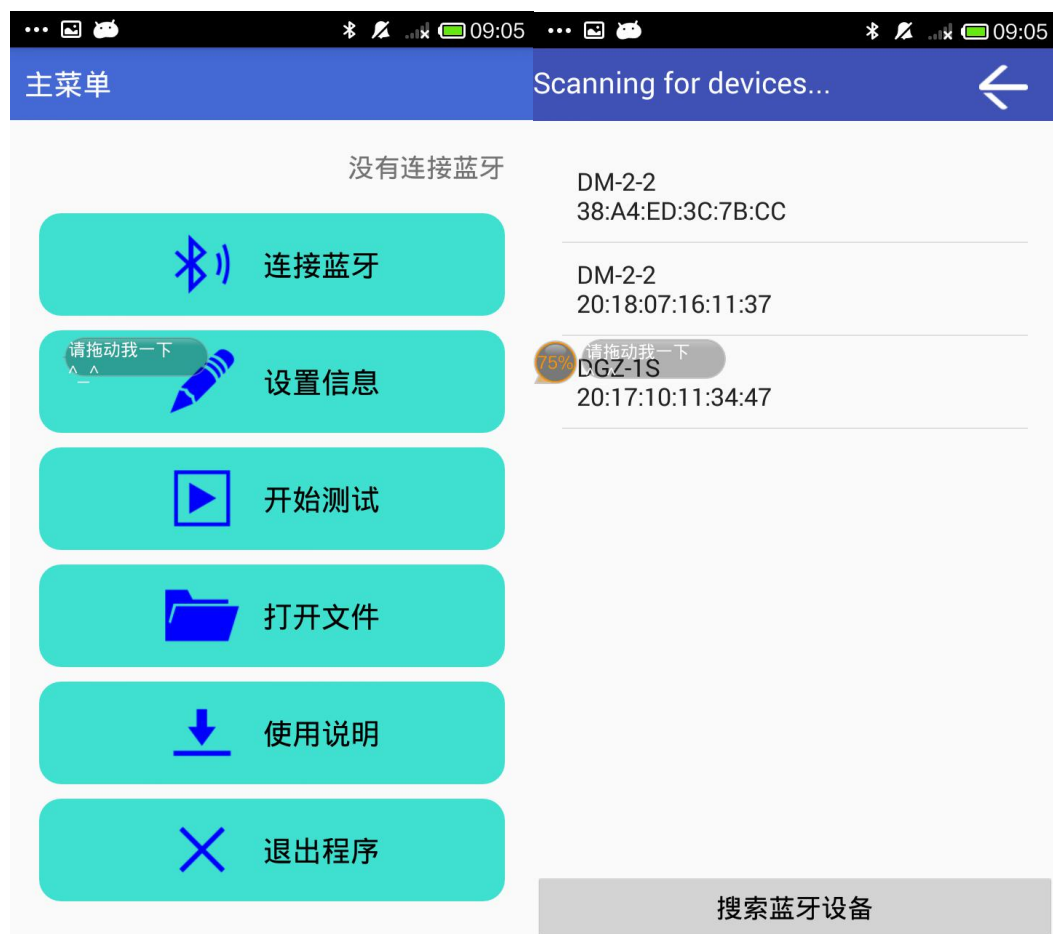 09:05
主菜单
没有连接蓝牙
连接蓝牙
请拖动我一下
^_^
设置信息
开始测试
打开文件
使用说明
退出程序
09:05
Scanning for devices...
DM-2-2
38:A4:ED:3C:7B:CC
DM-2-2
20:18:07:16:11:37
75%
请拖动我一下
DGZ-1S
20:17:10:11:34:47
搜索蓝牙设备